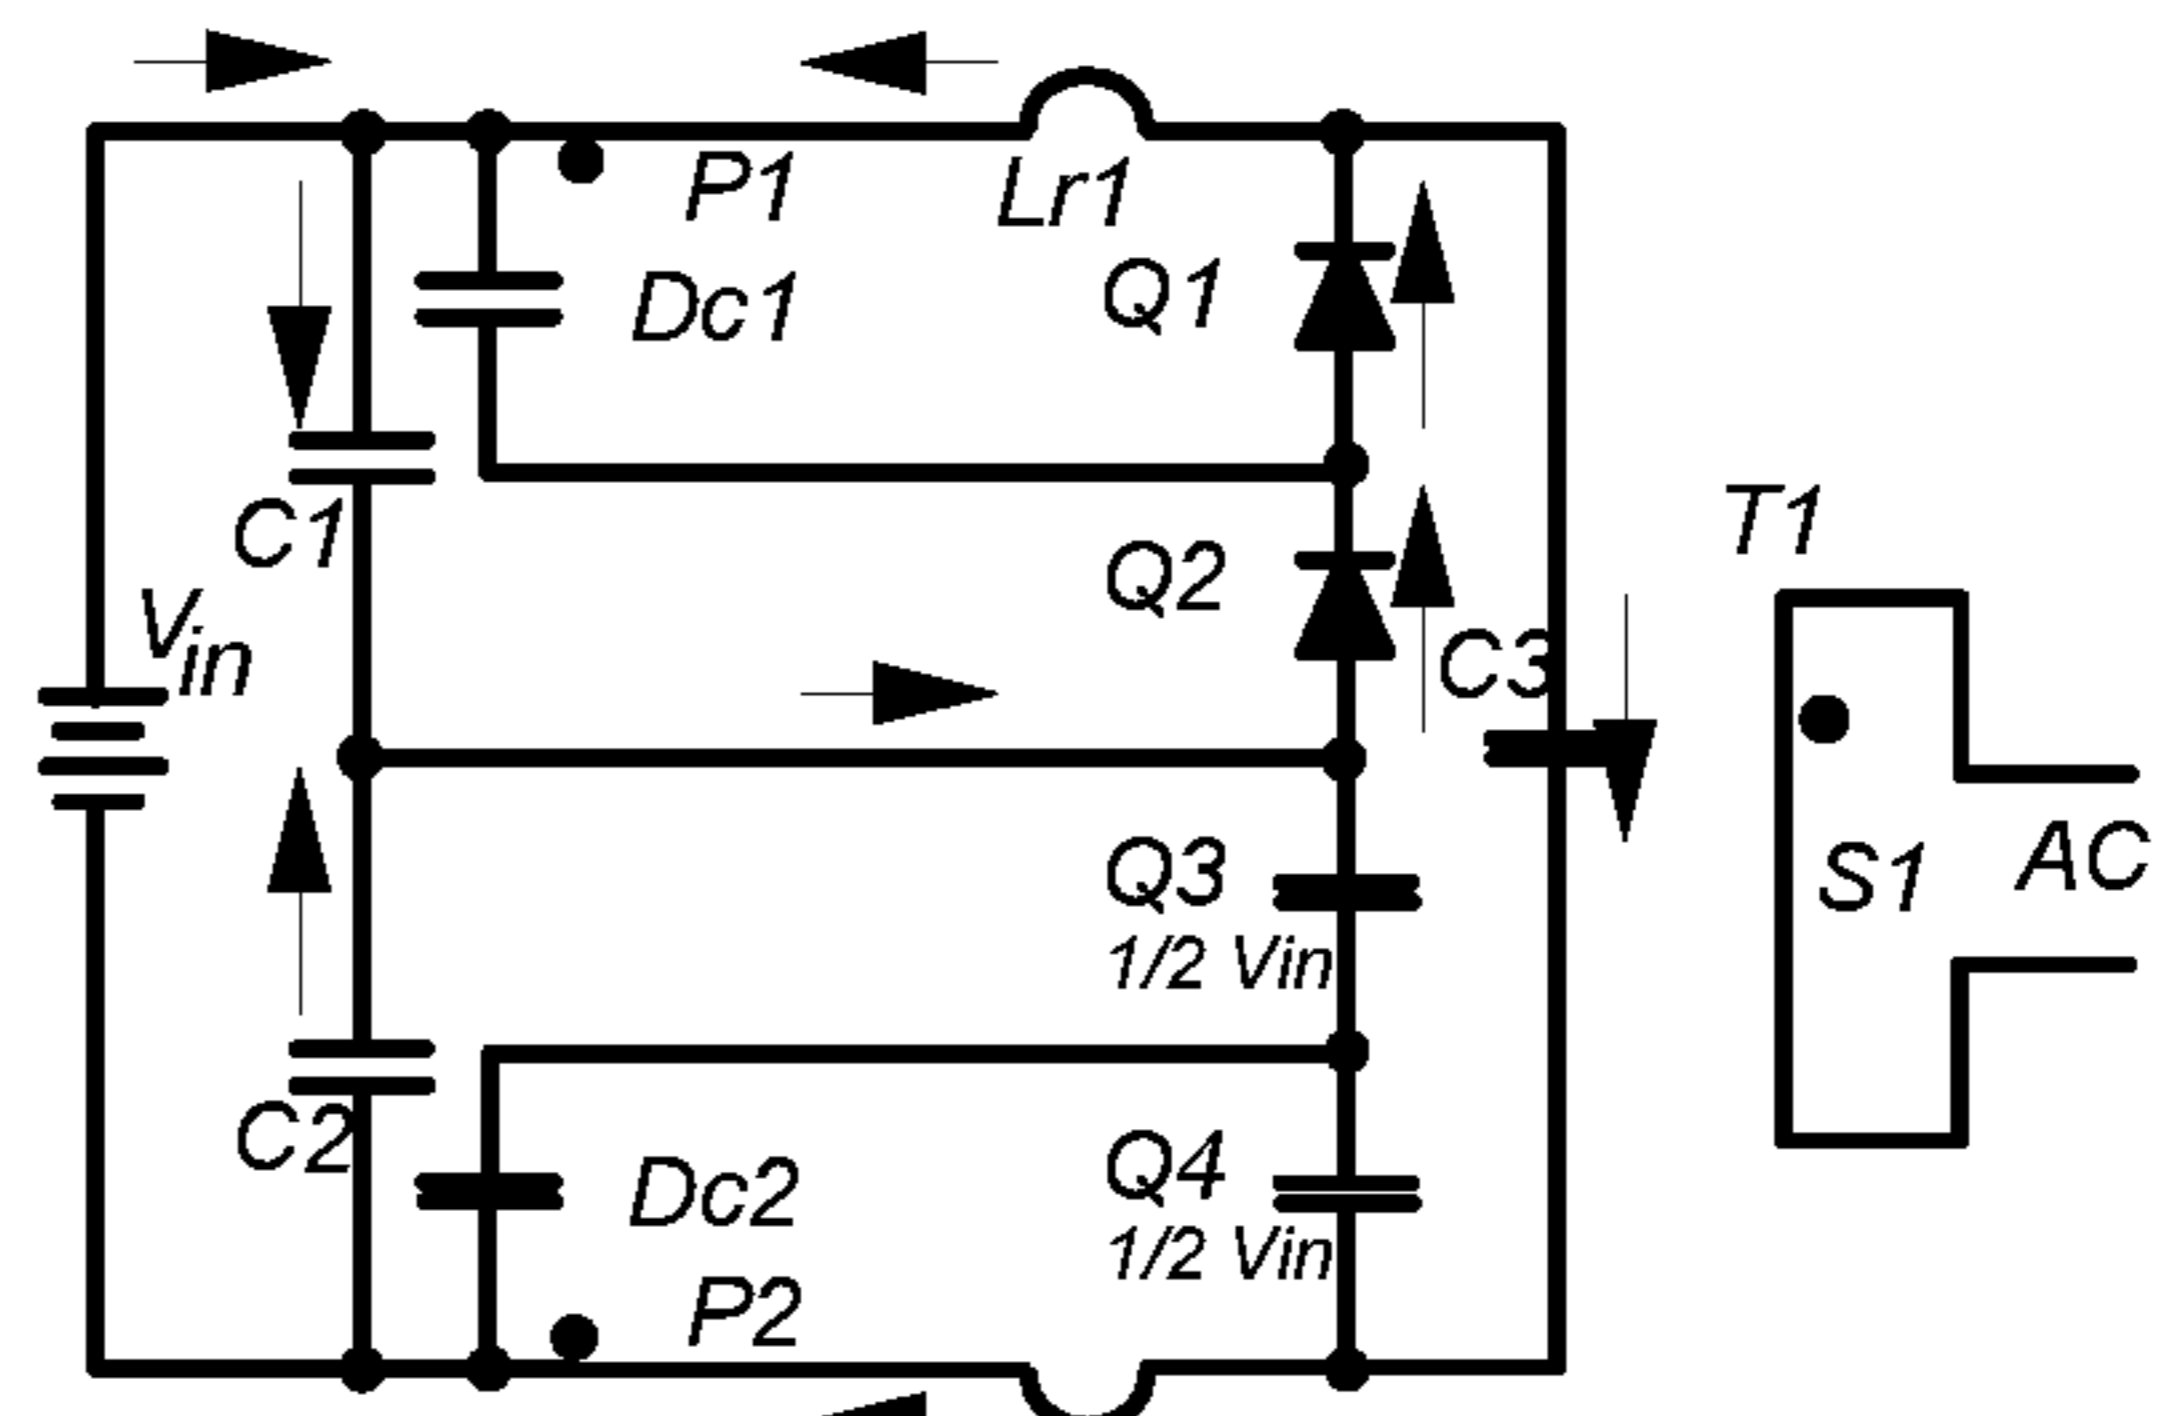 P1
Lr1
Q1
Dc1
C1
T1
Q2
Vin
C3
Q3
1/2 Vin
S1
AC
C2
Q4
Dc2
1/2 Vin
P2